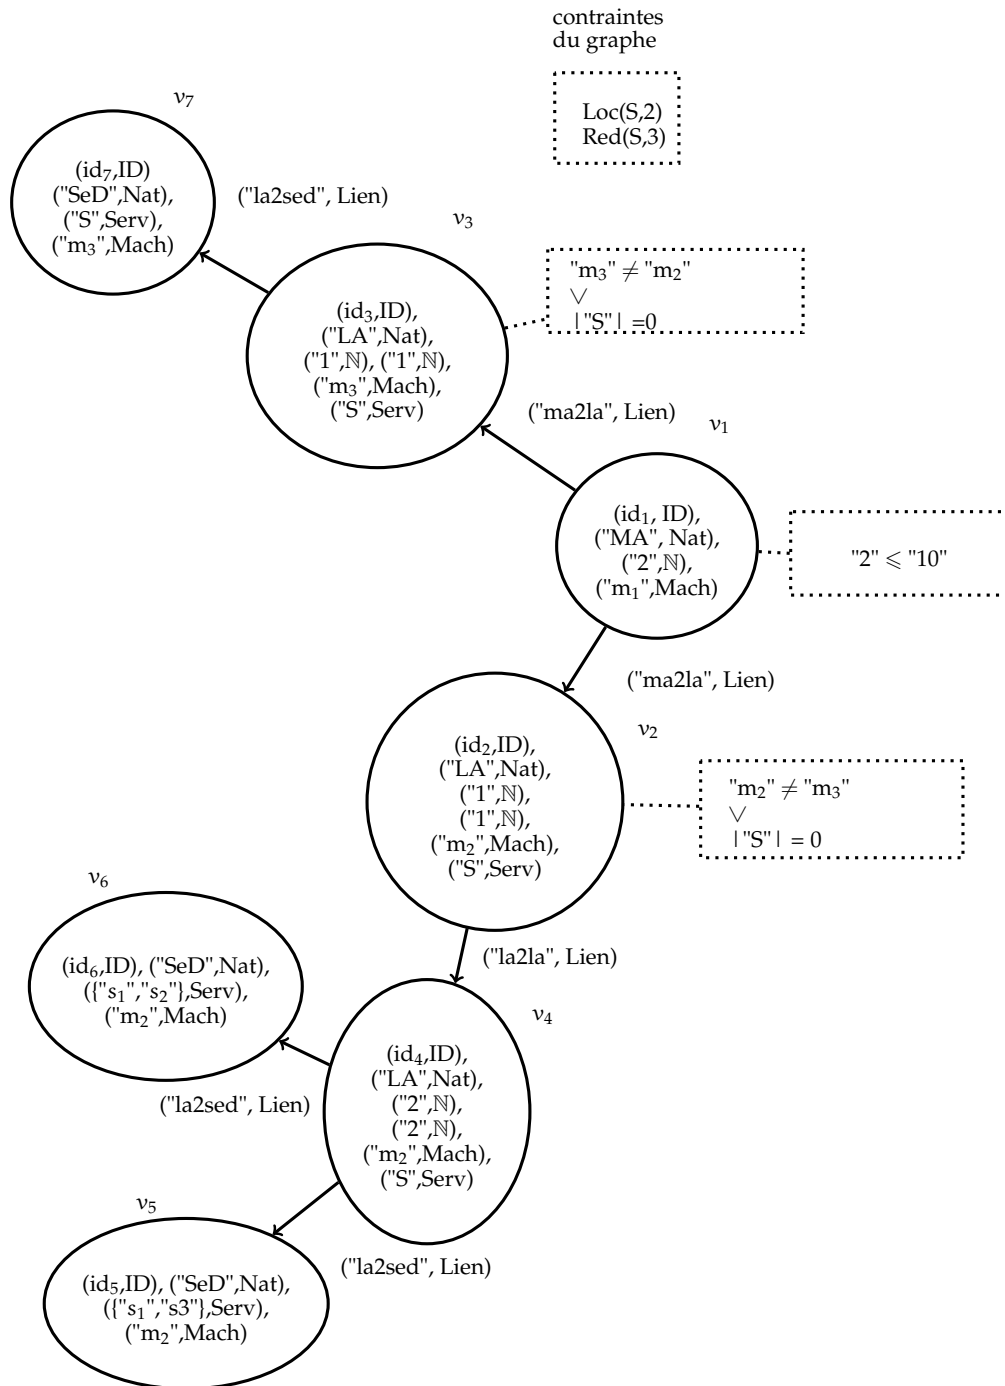 contraintes
du graphe
Loc(S,2)
Red(S,3)
v₇
(id₇,ID)
("SeD",Nat),
("S",Serv),
("m₃",Mach)
("la2sed", Lien)
v₃
"m₃" ≠ "m₂"
∨
|"S"| =0
(id₃,ID),
("LA",Nat),
("1",ℕ), ("1",ℕ),
("m₃",Mach),
("S",Serv)
("ma2la", Lien)
v₁
(id₁, ID),
("MA", Nat),
("2",ℕ),
("m₁",Mach)
"2" ⩽ "10"
("ma2la", Lien)
v₂
(id₂,ID),
("LA",Nat),
("1",ℕ),
("1",ℕ),
("m₂",Mach),
("S",Serv)
"m₂" ≠ "m₃"
∨
|"S"| = 0
v₆
(id₆,ID), ("SeD",Nat),
({"s₁","s₂"},Serv),
("m₂",Mach)
("la2la", Lien)
v₄
(id₄,ID),
("LA",Nat),
("2",ℕ),
("2",ℕ),
("m₂",Mach),
("S",Serv)
("la2sed", Lien)
v₅
("la2sed", Lien)
(id₅,ID), ("SeD",Nat),
({"s₁","s3"},Serv),
("m₂",Mach)